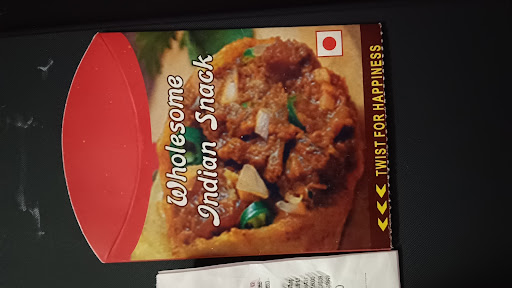 Wholesome
Indian Snack
<<< TWIST FOR HAPPINESS